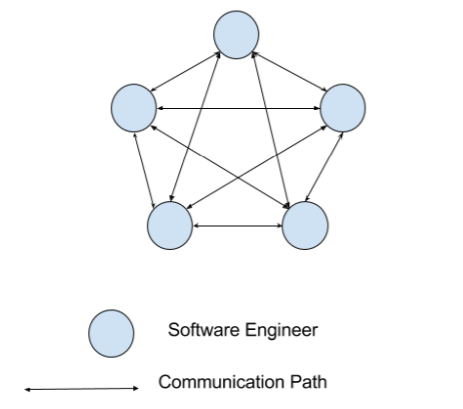 Software Engineer
Communication Path